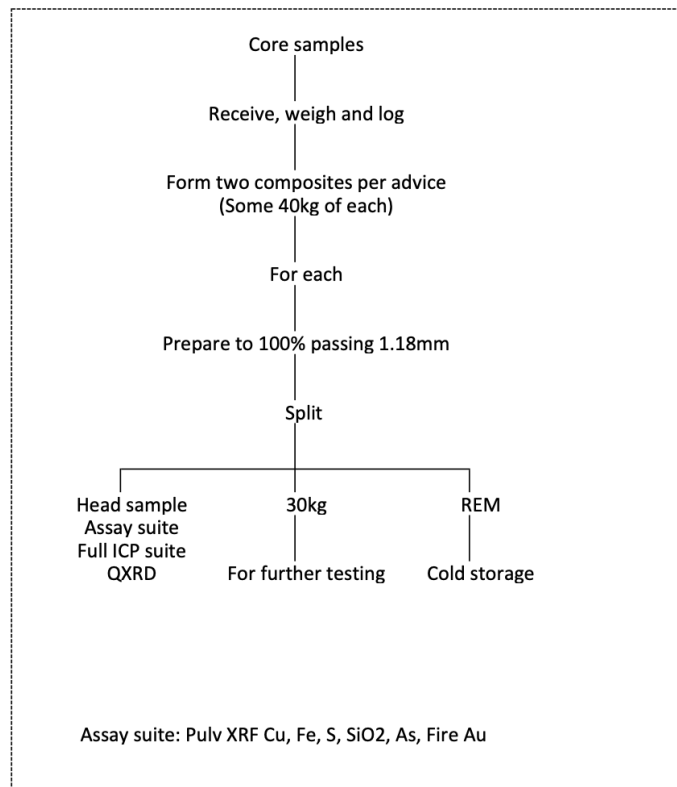 Core samples
Receive, weigh and log
Form two composites per advice
(Some 40kg of each)
For each
Prepare to 100% passing 1.18mm
Split
Head sample
Assay suite
Full ICP suite
QXRD
30kg
For further testing
REM
Cold storage
Assay suite: Pulv XRF Cu, Fe, S, SiO2, As, Fire Au